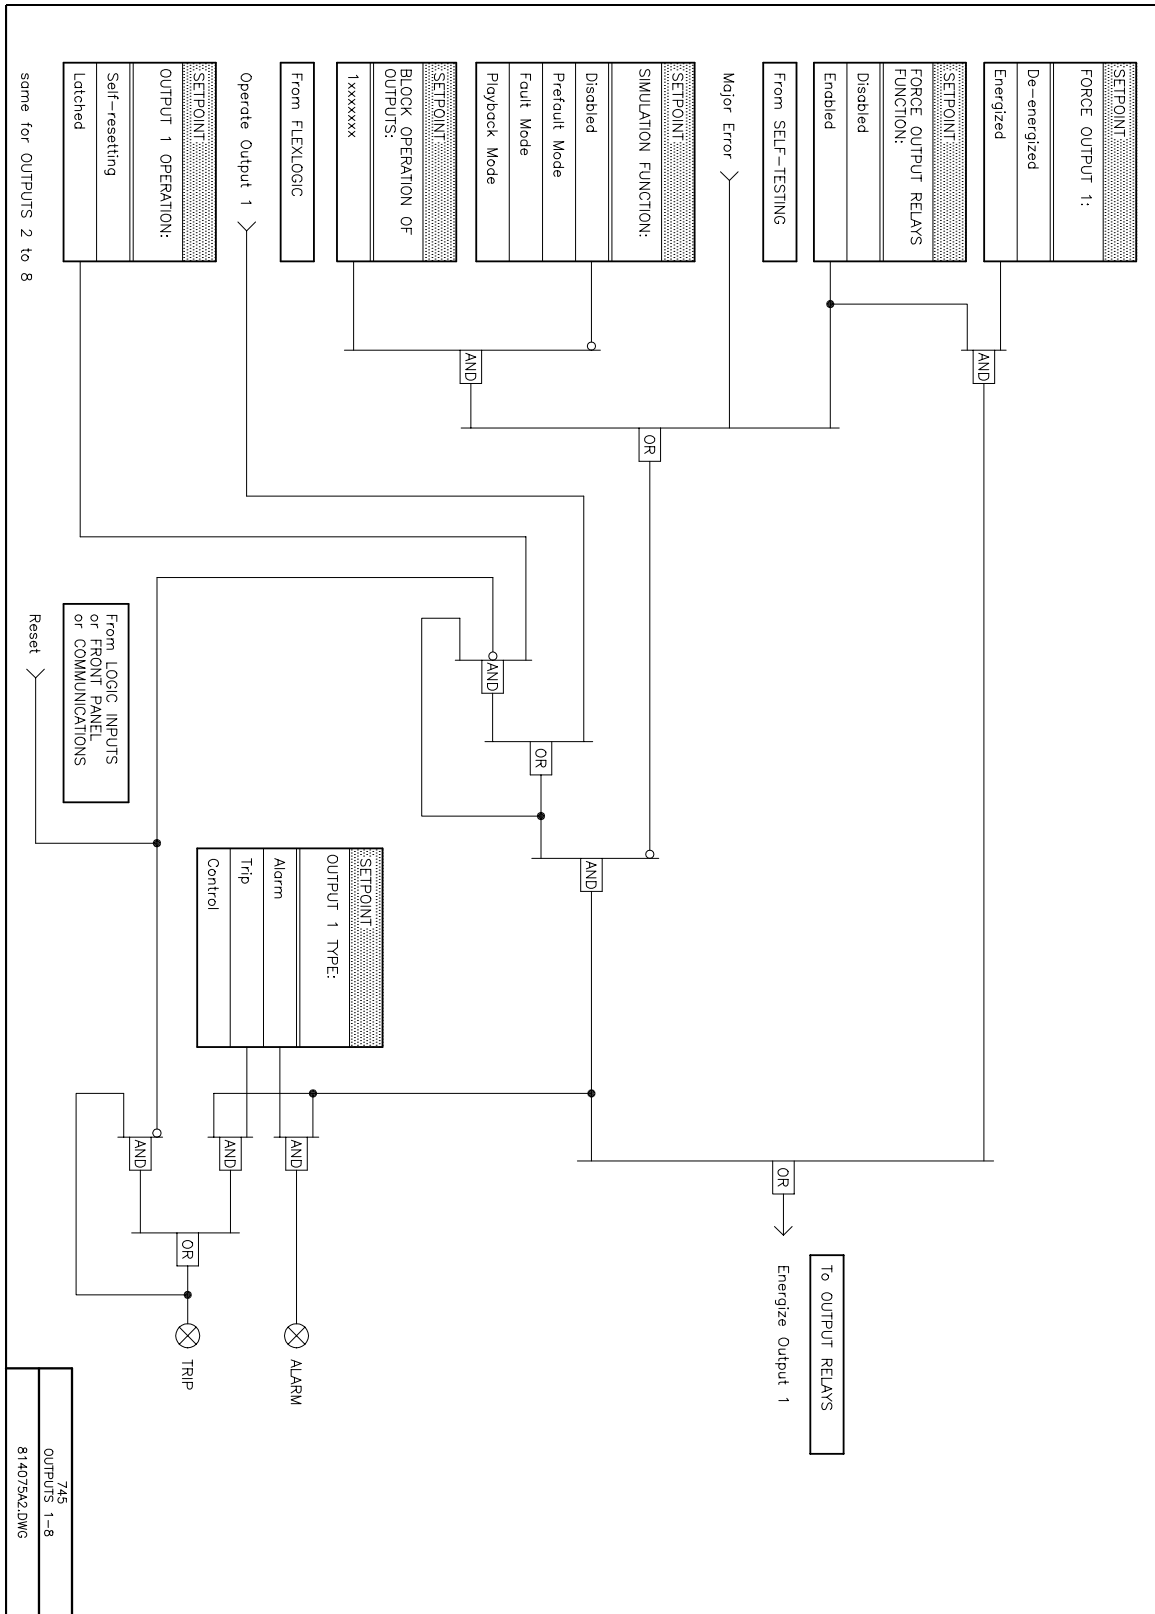 SETPOINT
FORCE OUTPUT 1:
De-energized
Energized
SETPOINT
FORCE OUTPUT RELAYS
FUNCTION:
Disabled
Enabled
From SELF-TESTING
Major Error
SETPOINT
SIMULATION FUNCTION:
Disabled
Prefault Mode
Fault Mode
Playback Mode
SETPOINT
BLOCK OPERATION OF
OUTPUTS:
1xxxxxxx
From FLEXLOGIC
Operate Output 1
SETPOINT
OUTPUT 1 OPERATION:
Self-resetting
Latched
same for OUTPUTS 2 to 8
AND
AND
OR
From LOGIC INPUTS
or FRONT PANEL
or COMMUNICATIONS
Reset
AND
OR
AND
SETPOINT
OUTPUT 1 TYPE:
Alarm
Trip
Control
AND
AND
AND
OR
OR
To OUTPUT RELAYS
Energize Output 1
ALARM
TRIP
745
OUTPUTS 1-8
814075A2.DWG